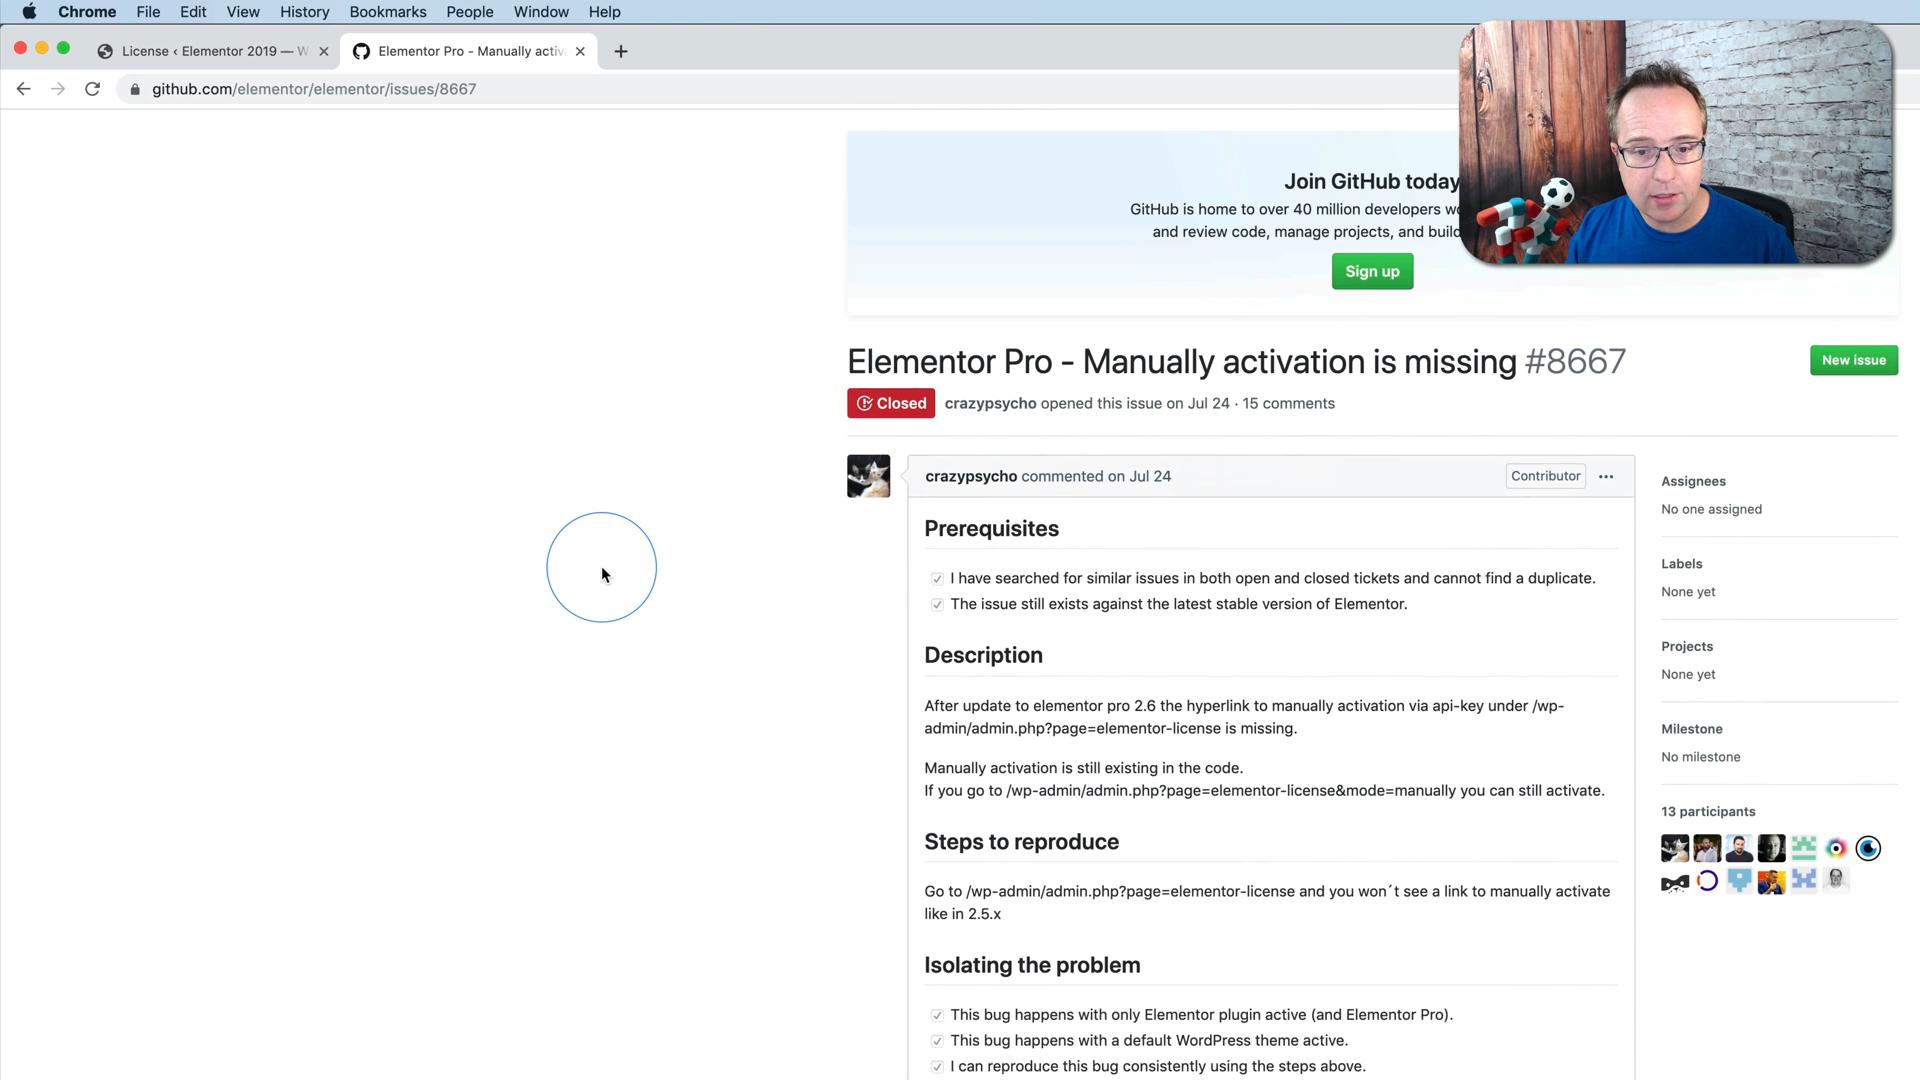 Chrome File Edit View History Bookmarks People Window Help
License ‹ Elementor 2019 — W
Elementor Pro - Manually activ
github.com/elementor/elementor/issues/8667
Join GitHub today
GitHub is home to over 40 million developers
and review code, manage projects, and build
Sign up
Elementor Pro - Manually activation is missing #8667
New issue
Closed
crazypsycho opened this issue on Jul 24 · 15 comments
crazypsycho commented on Jul 24
Contributor
Prerequisites
I have searched for similar issues in both open and closed tickets and cannot find a duplicate.
The issue still exists against the latest stable version of Elementor.
Description
After update to elementor pro 2.6 the hyperlink to manually activation via api-key under /wp-
admin/admin.php?page=elementor-license is missing.
Manually activation is still existing in the code.
If you go to /wp-admin/admin.php?page=elementor-license&mode=manually you can still activate.
Steps to reproduce
Go to /wp-admin/admin.php?page=elementor-license and you won´t see a link to manually activate
like in 2.5.x
Isolating the problem
This bug happens with only Elementor plugin active (and Elementor Pro).
This bug happens with a default WordPress theme active.
I can reproduce this bug consistently using the steps above.
Assignees
No one assigned
Labels
None yet
Projects
None yet
Milestone
No milestone
13 participants